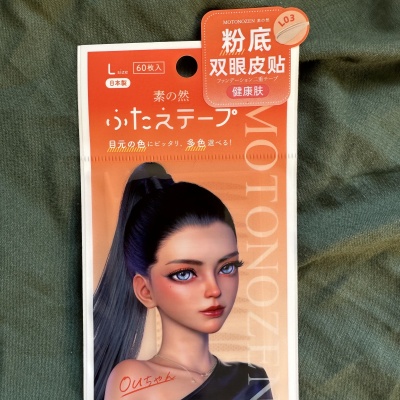 MOTONOZEN 素の然
L03
粉底
双眼皮贴
ファンデーション二重テープ
健康肤
L size
60枚入
日本製
素の然
ふたえテープ
目元の色にピッタリ、多色選べる!
MOTONOZEN
Ouちゃん